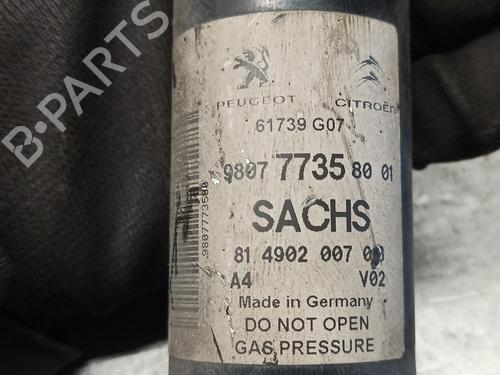 PEUGEOT CITROËN
61739 G07
9807 7735 80 01
SACHS
81 4902 007
A4 V02
Made in Germany
DO NOT OPEN
GAS PRESSURE
9807773580
B PARTS